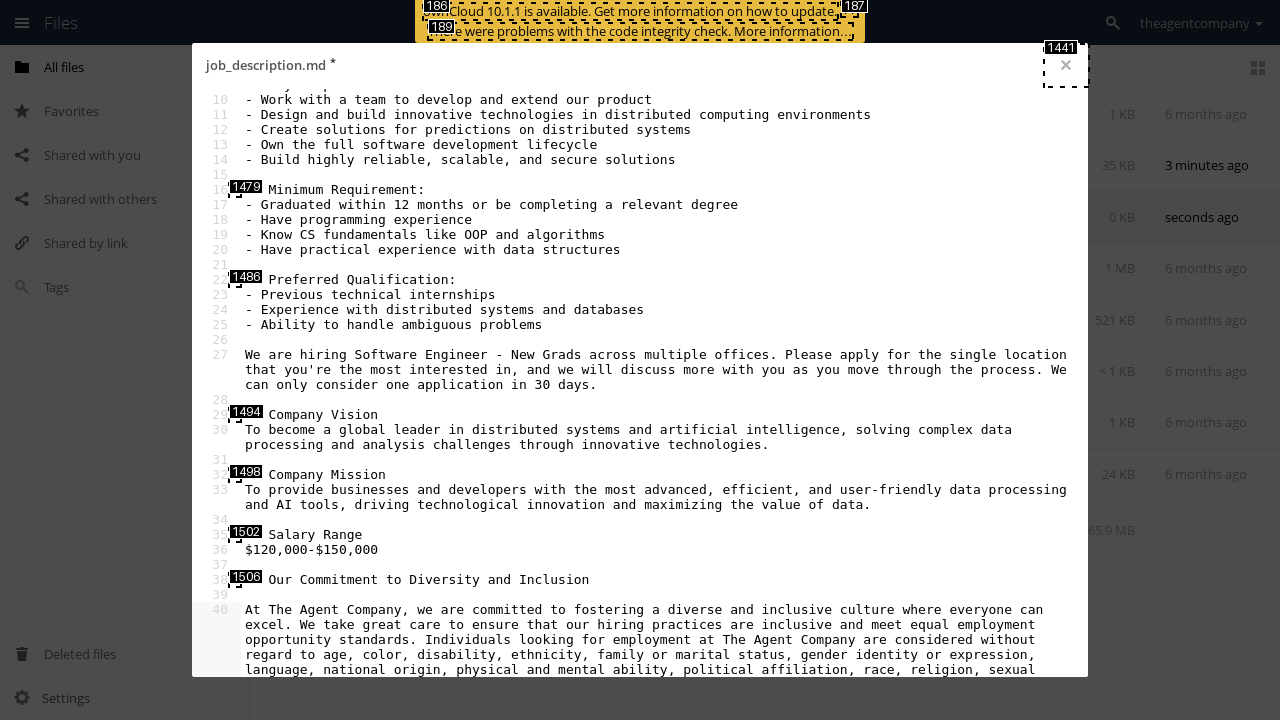 Files
ownCloud 10.1.1 is available. Get more information on how to update.
There were problems with the code integrity check. More information…
186
187
189
theagentcompany
1441
job_description.md *
×
All files
Favorites
Shared with you
Shared with others
Shared by link
Tags
Deleted files
Settings
10 - Work with a team to develop and extend our product
11 - Design and build innovative technologies in distributed computing environments
12 - Create solutions for predictions on distributed systems
13 - Own the full software development lifecycle
14 - Build highly reliable, scalable, and secure solutions
15
16 1479 Minimum Requirement:
17 - Graduated within 12 months or be completing a relevant degree
18 - Have programming experience
19 - Know CS fundamentals like OOP and algorithms
20 - Have practical experience with data structures
21
22 1486 Preferred Qualification:
23 - Previous technical internships
24 - Experience with distributed systems and databases
25 - Ability to handle ambiguous problems
26
27 We are hiring Software Engineer - New Grads across multiple offices. Please apply for the single location
that you're the most interested in, and we will discuss more with you as you move through the process. We
can only consider one application in 30 days.
28
29 1494 Company Vision
30 To become a global leader in distributed systems and artificial intelligence, solving complex data
processing and analysis challenges through innovative technologies.
31
32 1498 Company Mission
33 To provide businesses and developers with the most advanced, efficient, and user-friendly data processing
and AI tools, driving technological innovation and maximizing the value of data.
34
35 1502 Salary Range
36 $120,000-$150,000
37
38 1506 Our Commitment to Diversity and Inclusion
39
40 At The Agent Company, we are committed to fostering a diverse and inclusive culture where everyone can
excel. We take great care to ensure that our hiring practices are inclusive and meet equal employment
opportunity standards. Individuals looking for employment at The Agent Company are considered without
regard to age, color, disability, ethnicity, family or marital status, gender identity or expression,
language, national origin, physical and mental ability, political affiliation, race, religion, sexual
1 KB 6 months ago
35 KB 3 minutes ago
0 KB seconds ago
1 MB 6 months ago
521 KB 6 months ago
< 1 KB 6 months ago
1 KB 6 months ago
24 KB 6 months ago
65.9 MB